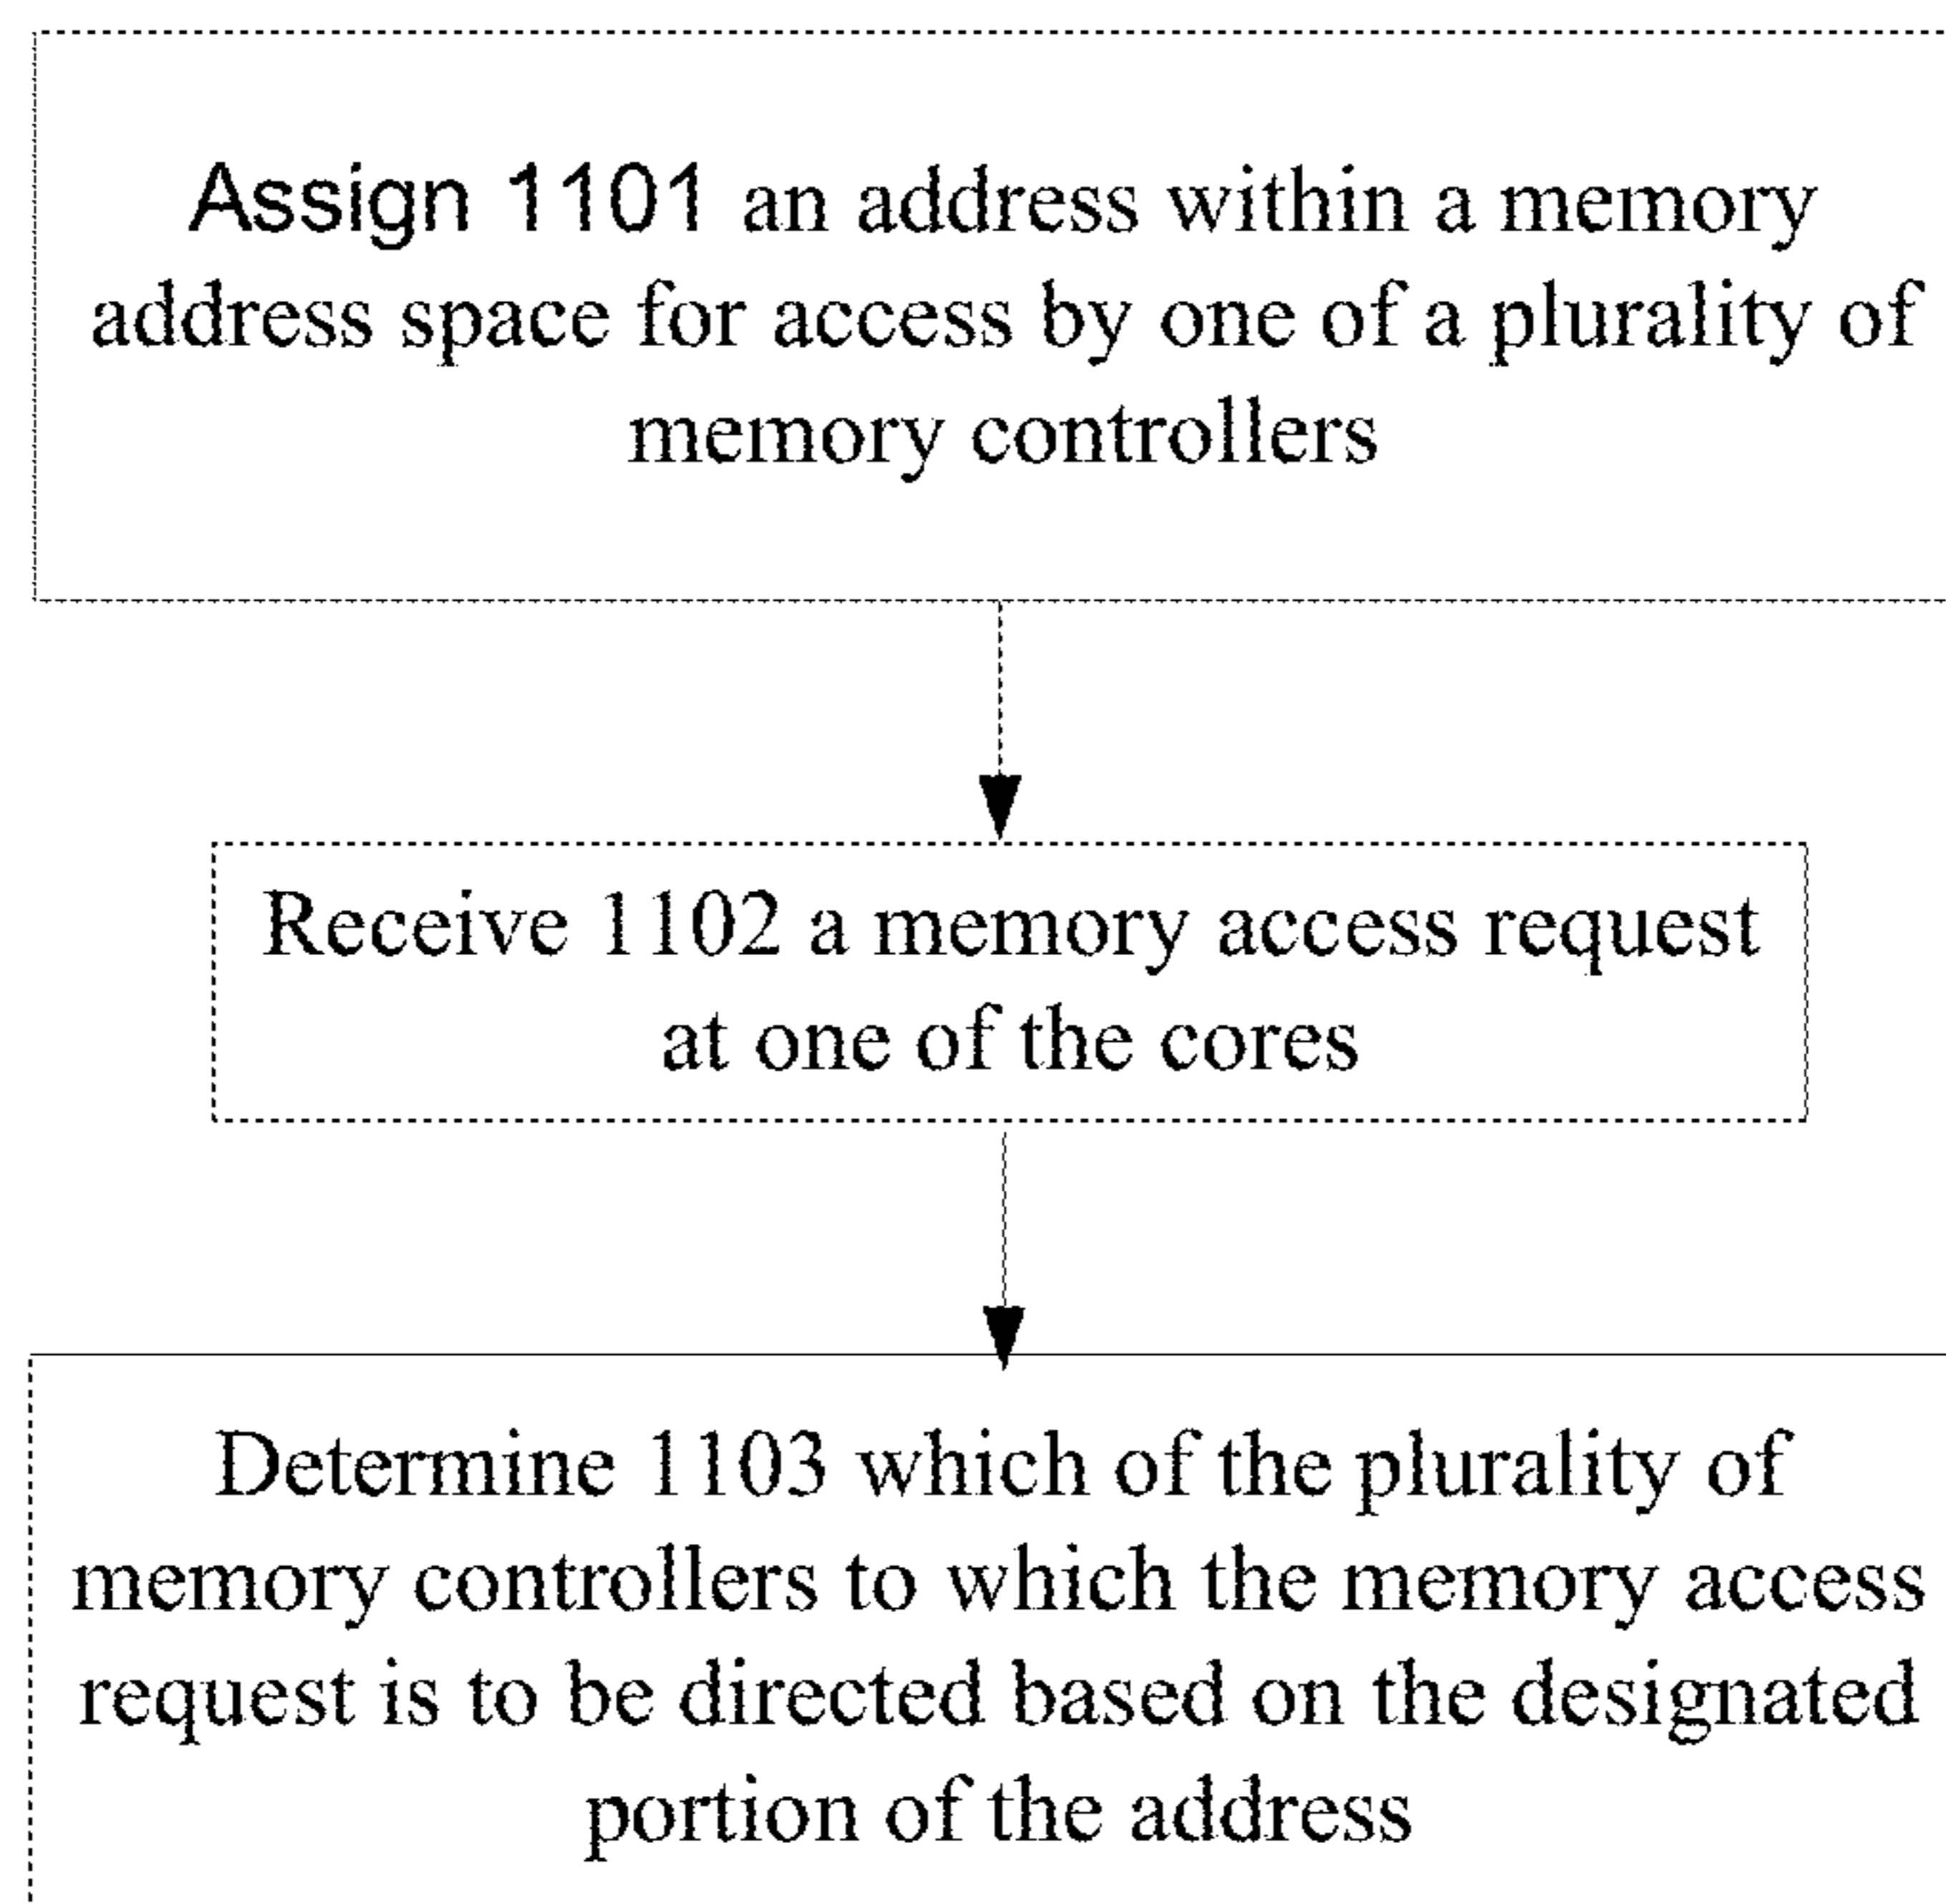 Assign 1101 an address within a memory
address space for access by one of a plurality of
memory controllers
Receive 1102 a memory access request
at one of the cores
Determine 1103 which of the plurality of
memory controllers to which the memory access
request is to be directed based on the designated
portion of the address